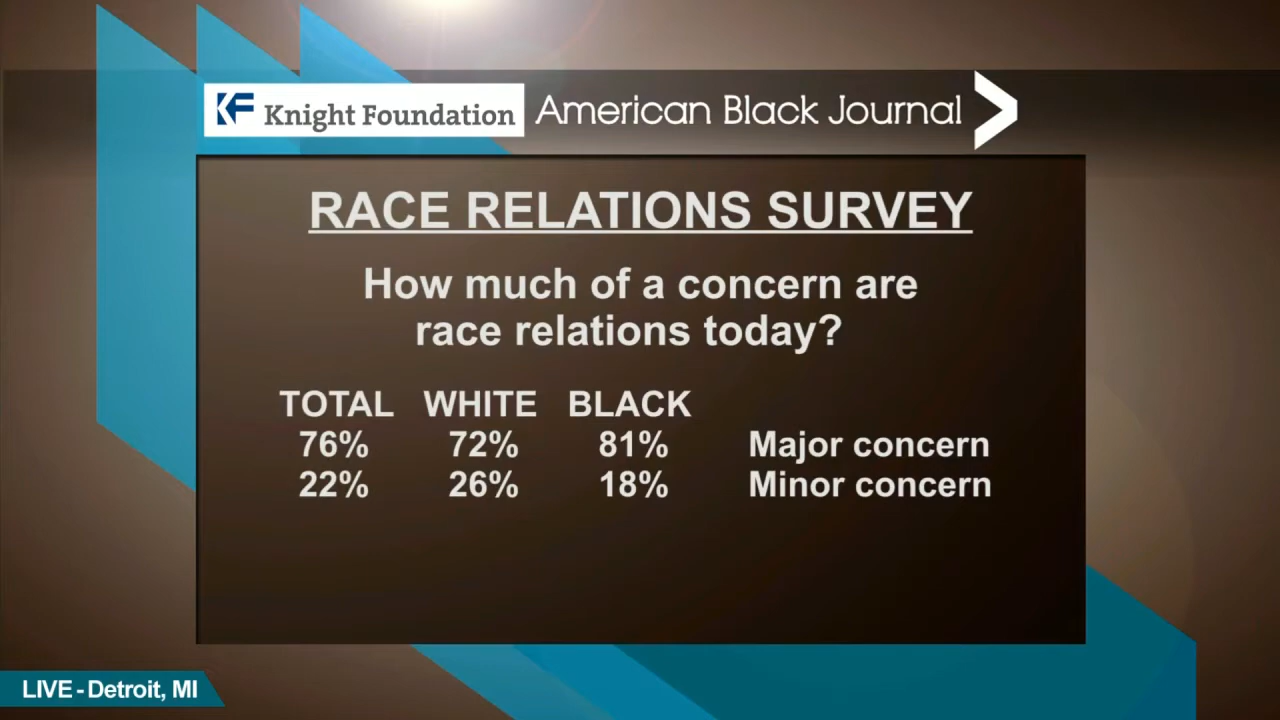 KF Knight Foundation American Black Journal
RACE RELATIONS SURVEY
How much of a concern are
race relations today?
TOTAL WHITE BLACK
76% 72% 81% Major concern
22% 26% 18% Minor concern
LIVE - Detroit, MI